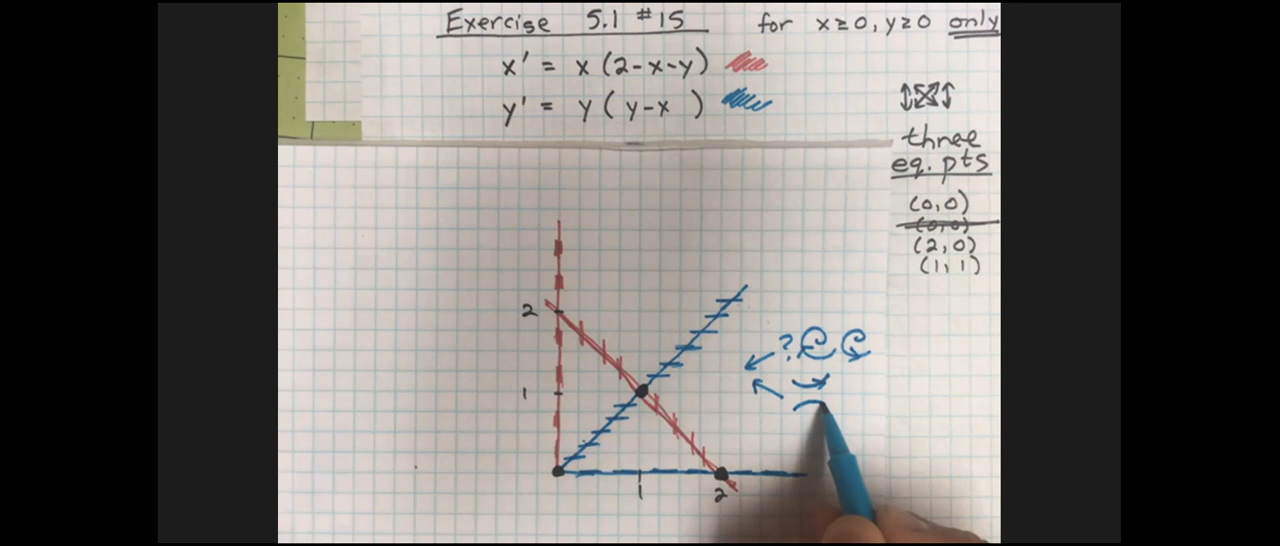 Exercise 5.1 #15 for x≥0, y≥0 only
x' = x (2-x-y)
y' = y ( y-x )
three
eq. pts
(0,0)
(0,0)
(2,0)
(1,1)
2
1
?
1 2